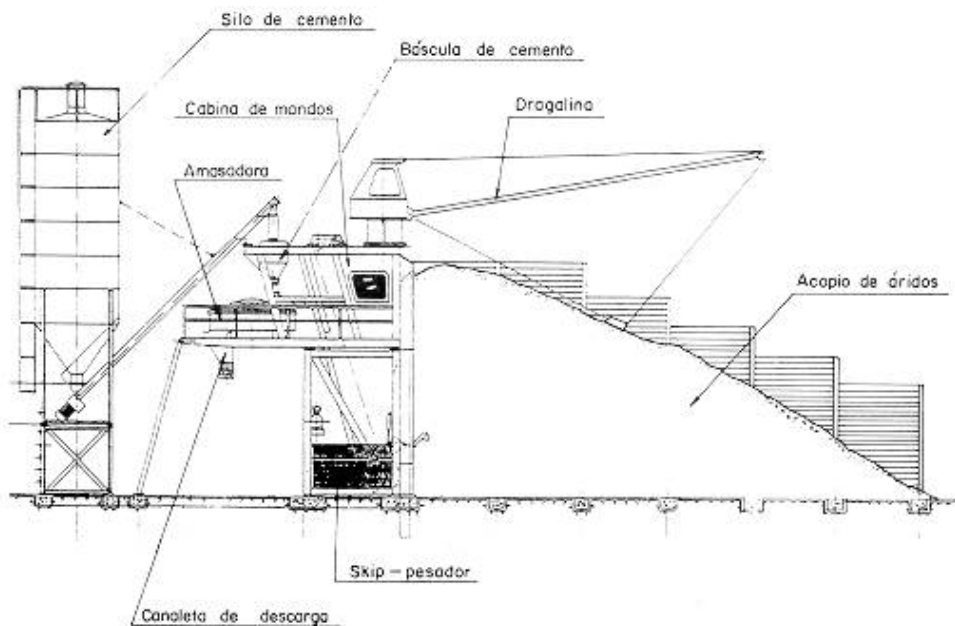 Silo de cemento
Báscula de cemento
Cabina de mandos
Dragalina
Amasadora
Acopio de áridos
Skip-pesador
Canaleta de descarga